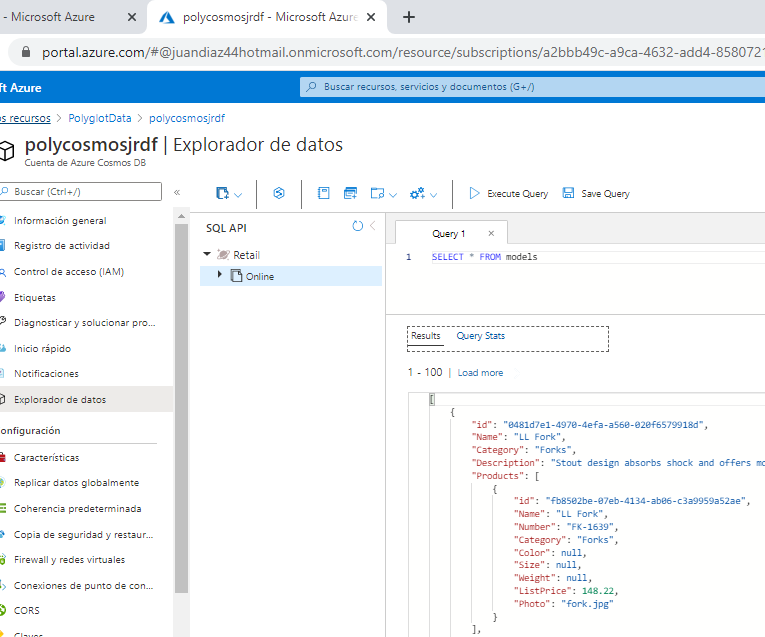 - Microsoft Azure
polycosmosjrdf - Microsoft Azure
portal.azure.com/#@juandiaz44hotmail.onmicrosoft.com/resource/subscriptions/a2bbb49c-a9ca-4632-add4-8580721
ft Azure
Buscar recursos, servicios y documentos (G+/)
os recursos > PolyglotData > polycosmosjrdf
polycosmosjrdf | Explorador de datos
Cuenta de Azure Cosmos DB
Buscar (Ctrl+/)
«
Información general
Registro de actividad
Control de acceso (IAM)
Etiquetas
Diagnosticar y solucionar pro...
Inicio rápido
Notificaciones
Explorador de datos
onfiguración
Características
Replicar datos globalmente
Coherencia predeterminada
Copia de seguridad y restaur...
Firewall y redes virtuales
Conexiones de punto de con...
CORS
Claves
Execute Query
Save Query
SQL API
Retail
Online
Query 1
1 SELECT * FROM models
Results Query Stats
1 - 100 | Load more
[
{
"id": "0481d7e1-4970-4efa-a560-020f6579918d",
"Name": "LL Fork",
"Category": "Forks",
"Description": "Stout design absorbs shock and offers mo
"Products": [
{
"id": "fb8502be-07eb-4134-ab06-c3a9959a52ae",
"Name": "LL Fork",
"Number": "FK-1639",
"Category": "Forks",
"Color": null,
"Size": null,
"Weight": null,
"ListPrice": 148.22,
"Photo": "fork.jpg"
}
],